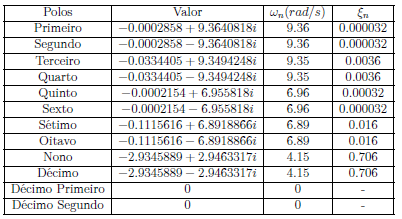 Polos Valor ωn(rad/s) ξn
Primeiro −0.0002858 + 9.3640818i 9.36 0.000032
Segundo −0.0002858 − 9.3640818i 9.36 0.000032
Terceiro −0.0334405 + 9.3494248i 9.35 0.0036
Quarto −0.0334405 − 9.3494248i 9.35 0.0036
Quinto −0.0002154 + 6.955818i 6.96 0.00032
Sexto −0.0002154 − 6.955818i 6.96 0.000032
Sétimo −0.1115616 + 6.8918866i 6.89 0.016
Oitavo −0.1115616 − 6.8918866i 6.89 0.016
Nono −2.9345889 + 2.9463317i 4.15 0.706
Décimo −2.9345889 − 2.9463317i 4.15 0.706
Décimo Primeiro 0 0 -
Décimo Segundo 0 0 -